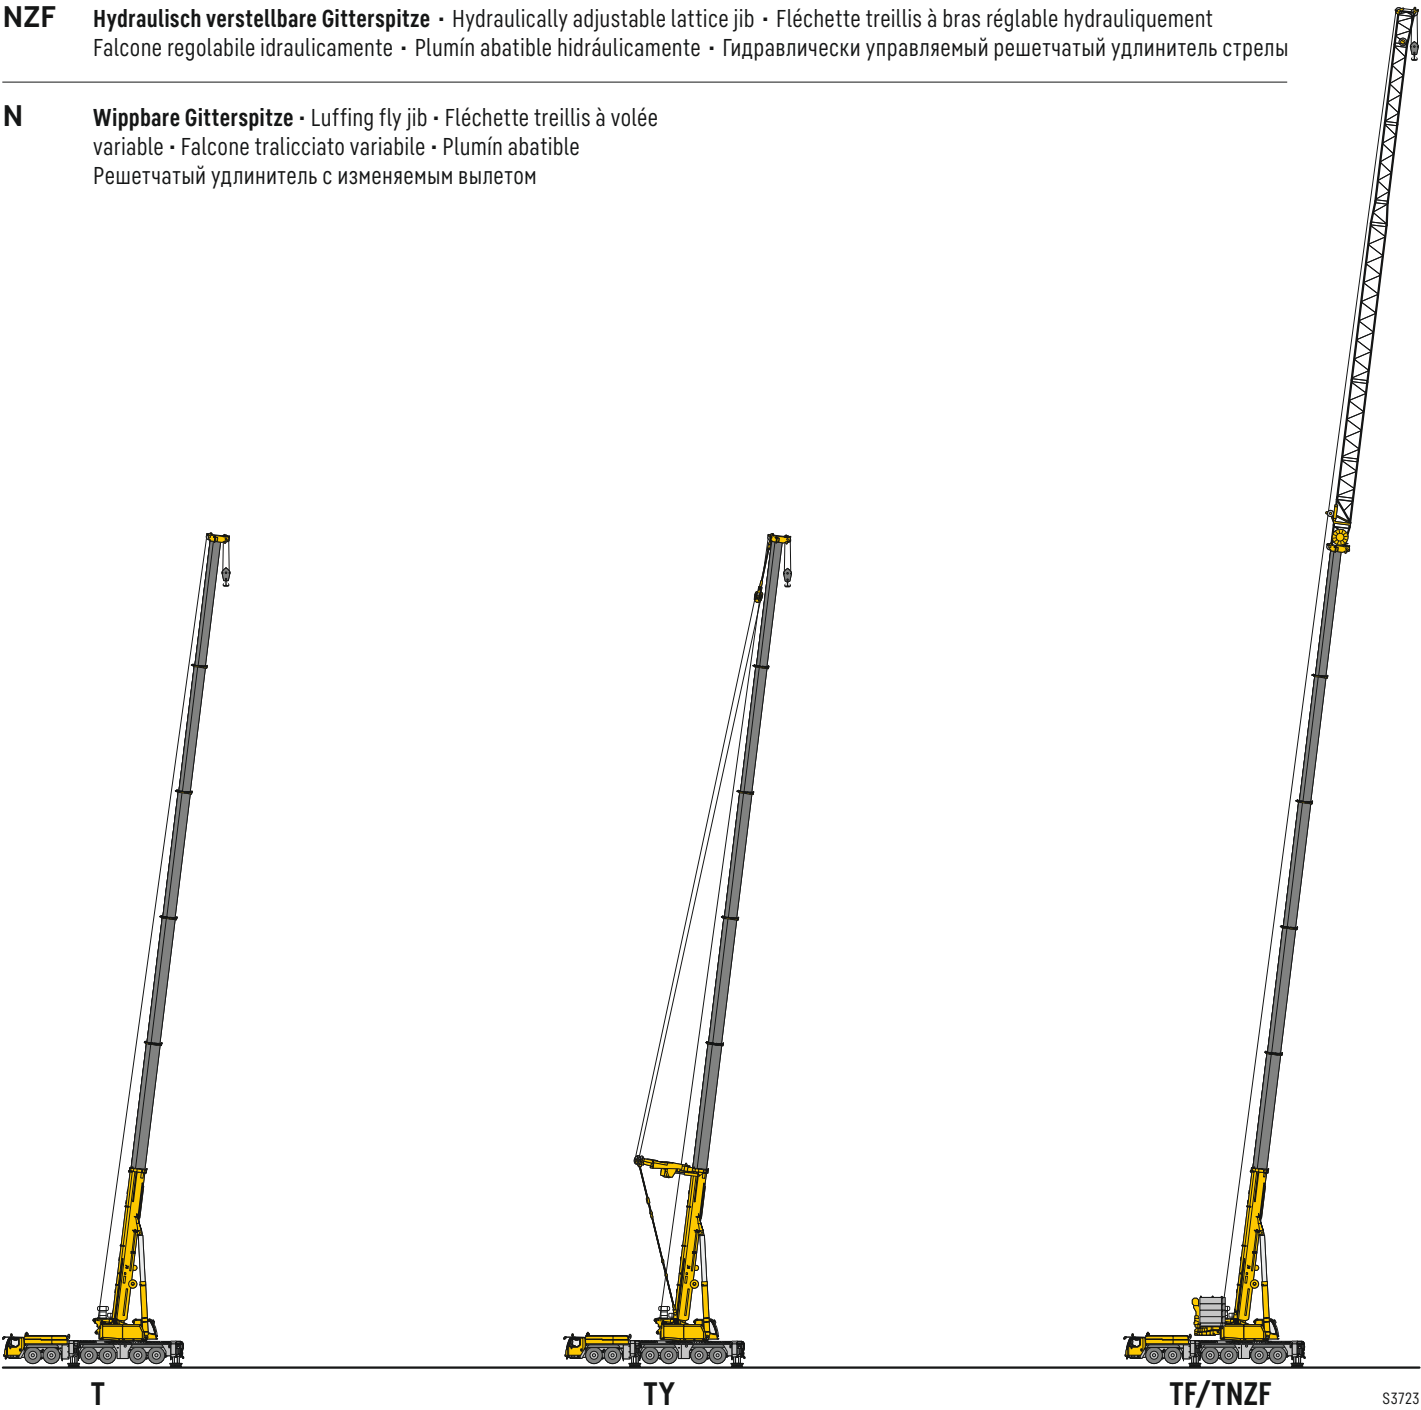 NZF Hydraulisch verstellbare Gitterspitze · Hydraulically adjustable lattice jib · Fléchette treillis à bras réglable hydrauliquement
Falcone regolabile idraulicamente · Plumín abatible hidráulicamente · Гидравлически управляемый решетчатый удлинитель стрелы
N Wippbare Gitterspitze · Luffing fly jib · Fléchette treillis à volée
variable · Falcone tralicciato variabile · Plumín abatible
Решетчатый удлинитель с изменяемым вылетом
T TY TF/TNZF S3723